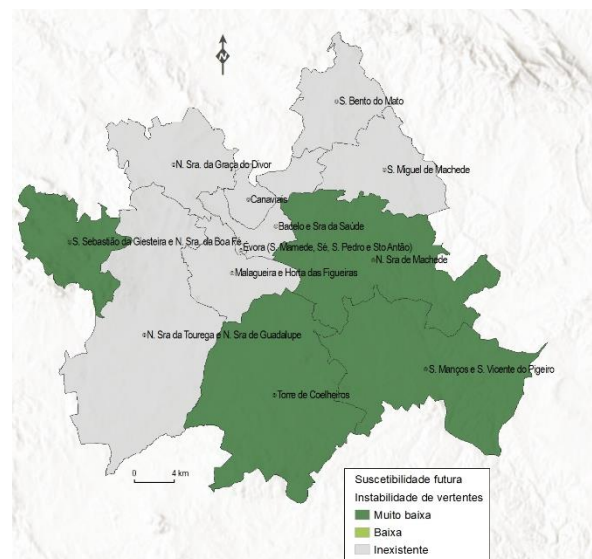 N
S. Bento do Mato
N. Sra. da Graça do Divor
S. Miguel de Machede
Canaviais
Bacelo e Sra da Saúde
S. Sebastião da Giesteira e N. Sra. da Boa Fé
Évora (S. Mamede, Sé, S. Pedro e Sto Antão)
N. Sra de Machede
Malagueira e Horta das Figueiras
N. Sra da Tourega e N. Sra de Guadalupe
S. Manços e S. Vicente do Pigeiro
Torre de Coelheiros
0 4 km
Suscetibilidade futura
Instabilidade de vertentes
Muito baixa
Baixa
Inexistente